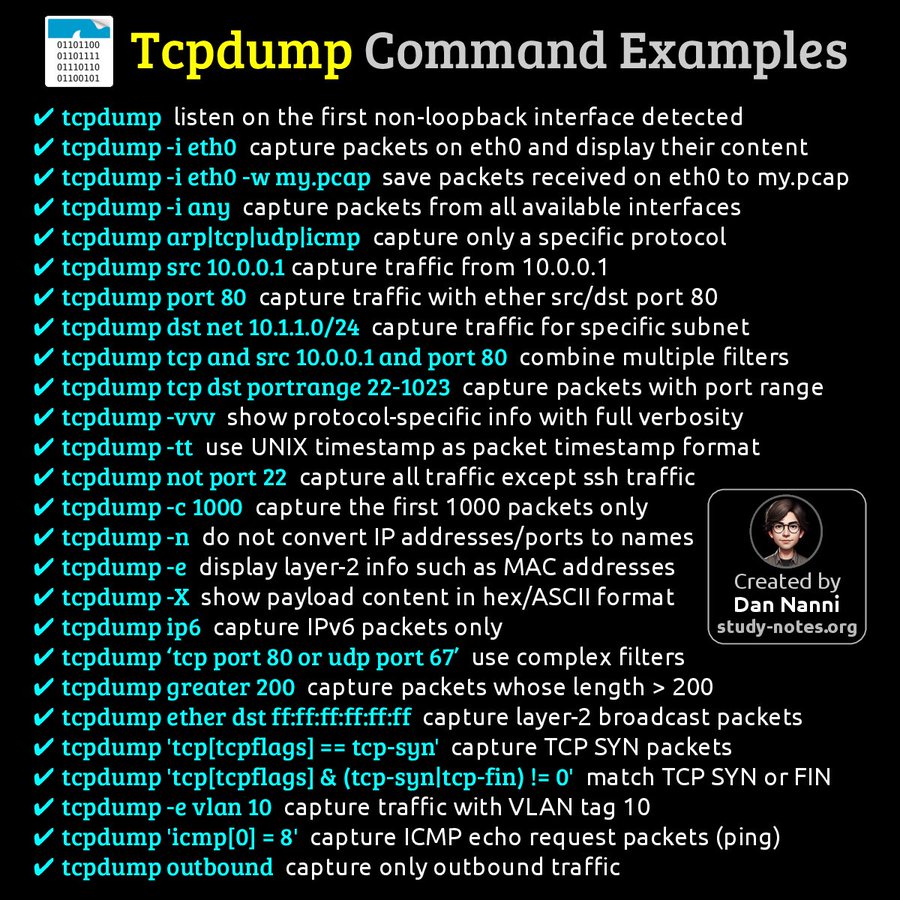 01101100
01101111
01110110
01100101
Tcpdump Command Examples
✔ tcpdump listen on the first non-loopback interface detected
✔ tcpdump -i eth0 capture packets on eth0 and display their content
✔ tcpdump -i eth0 -w my.pcap save packets received on eth0 to my.pcap
✔ tcpdump -i any capture packets from all available interfaces
✔ tcpdump arp|tcp|udp|icmp capture only a specific protocol
✔ tcpdump src 10.0.0.1 capture traffic from 10.0.0.1
✔ tcpdump port 80 capture traffic with ether src/dst port 80
✔ tcpdump dst net 10.1.1.0/24 capture traffic for specific subnet
✔ tcpdump tcp and src 10.0.0.1 and port 80 combine multiple filters
✔ tcpdump tcp dst portrange 22-1023 capture packets with port range
✔ tcpdump -vvv show protocol-specific info with full verbosity
✔ tcpdump -tt use UNIX timestamp as packet timestamp format
✔ tcpdump not port 22 capture all traffic except ssh traffic
✔ tcpdump -c 1000 capture the first 1000 packets only
✔ tcpdump -n do not convert IP addresses/ports to names
✔ tcpdump -e display layer-2 info such as MAC addresses
✔ tcpdump -X show payload content in hex/ASCII format
✔ tcpdump ip6 capture IPv6 packets only
✔ tcpdump ‘tcp port 80 or udp port 67’ use complex filters
✔ tcpdump greater 200 capture packets whose length > 200
✔ tcpdump ether dst ff:ff:ff:ff:ff:ff capture layer-2 broadcast packets
✔ tcpdump 'tcp[tcpflags] == tcp-syn' capture TCP SYN packets
✔ tcpdump 'tcp[tcpflags] & (tcp-syn|tcp-fin) != 0' match TCP SYN or FIN
✔ tcpdump -e vlan 10 capture traffic with VLAN tag 10
✔ tcpdump 'icmp[0] = 8' capture ICMP echo request packets (ping)
✔ tcpdump outbound capture only outbound traffic
Created by
Dan Nanni
study-notes.org